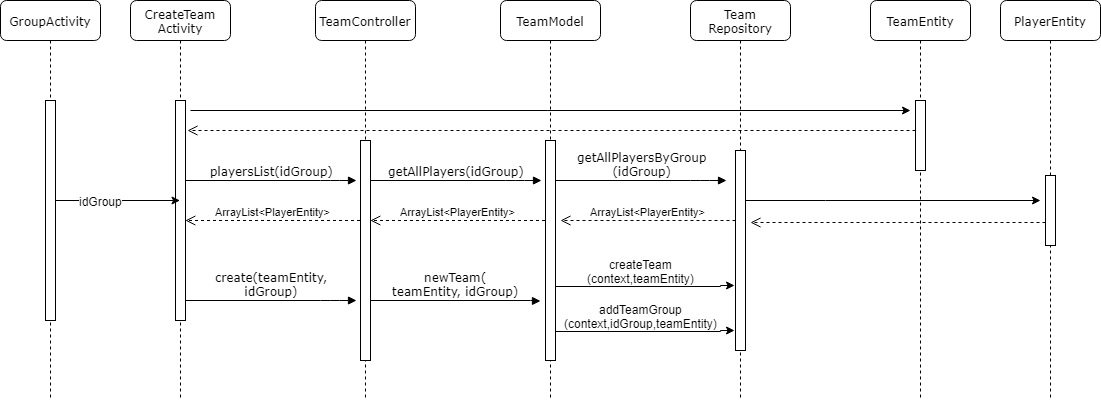 GroupActivity
CreateTeam
Activity
TeamController
TeamModel
Team
Repository
TeamEntity
PlayerEntity
playersList(idGroup)
getAllPlayers(idGroup)
getAllPlayersByGroup
(idGroup)
idGroup
ArrayList<PlayerEntity>
ArrayList<PlayerEntity>
ArrayList<PlayerEntity>
create(teamEntity,
idGroup)
newTeam(
teamEntity, idGroup)
createTeam
(context,teamEntity)
addTeamGroup
(context,idGroup,teamEntity)